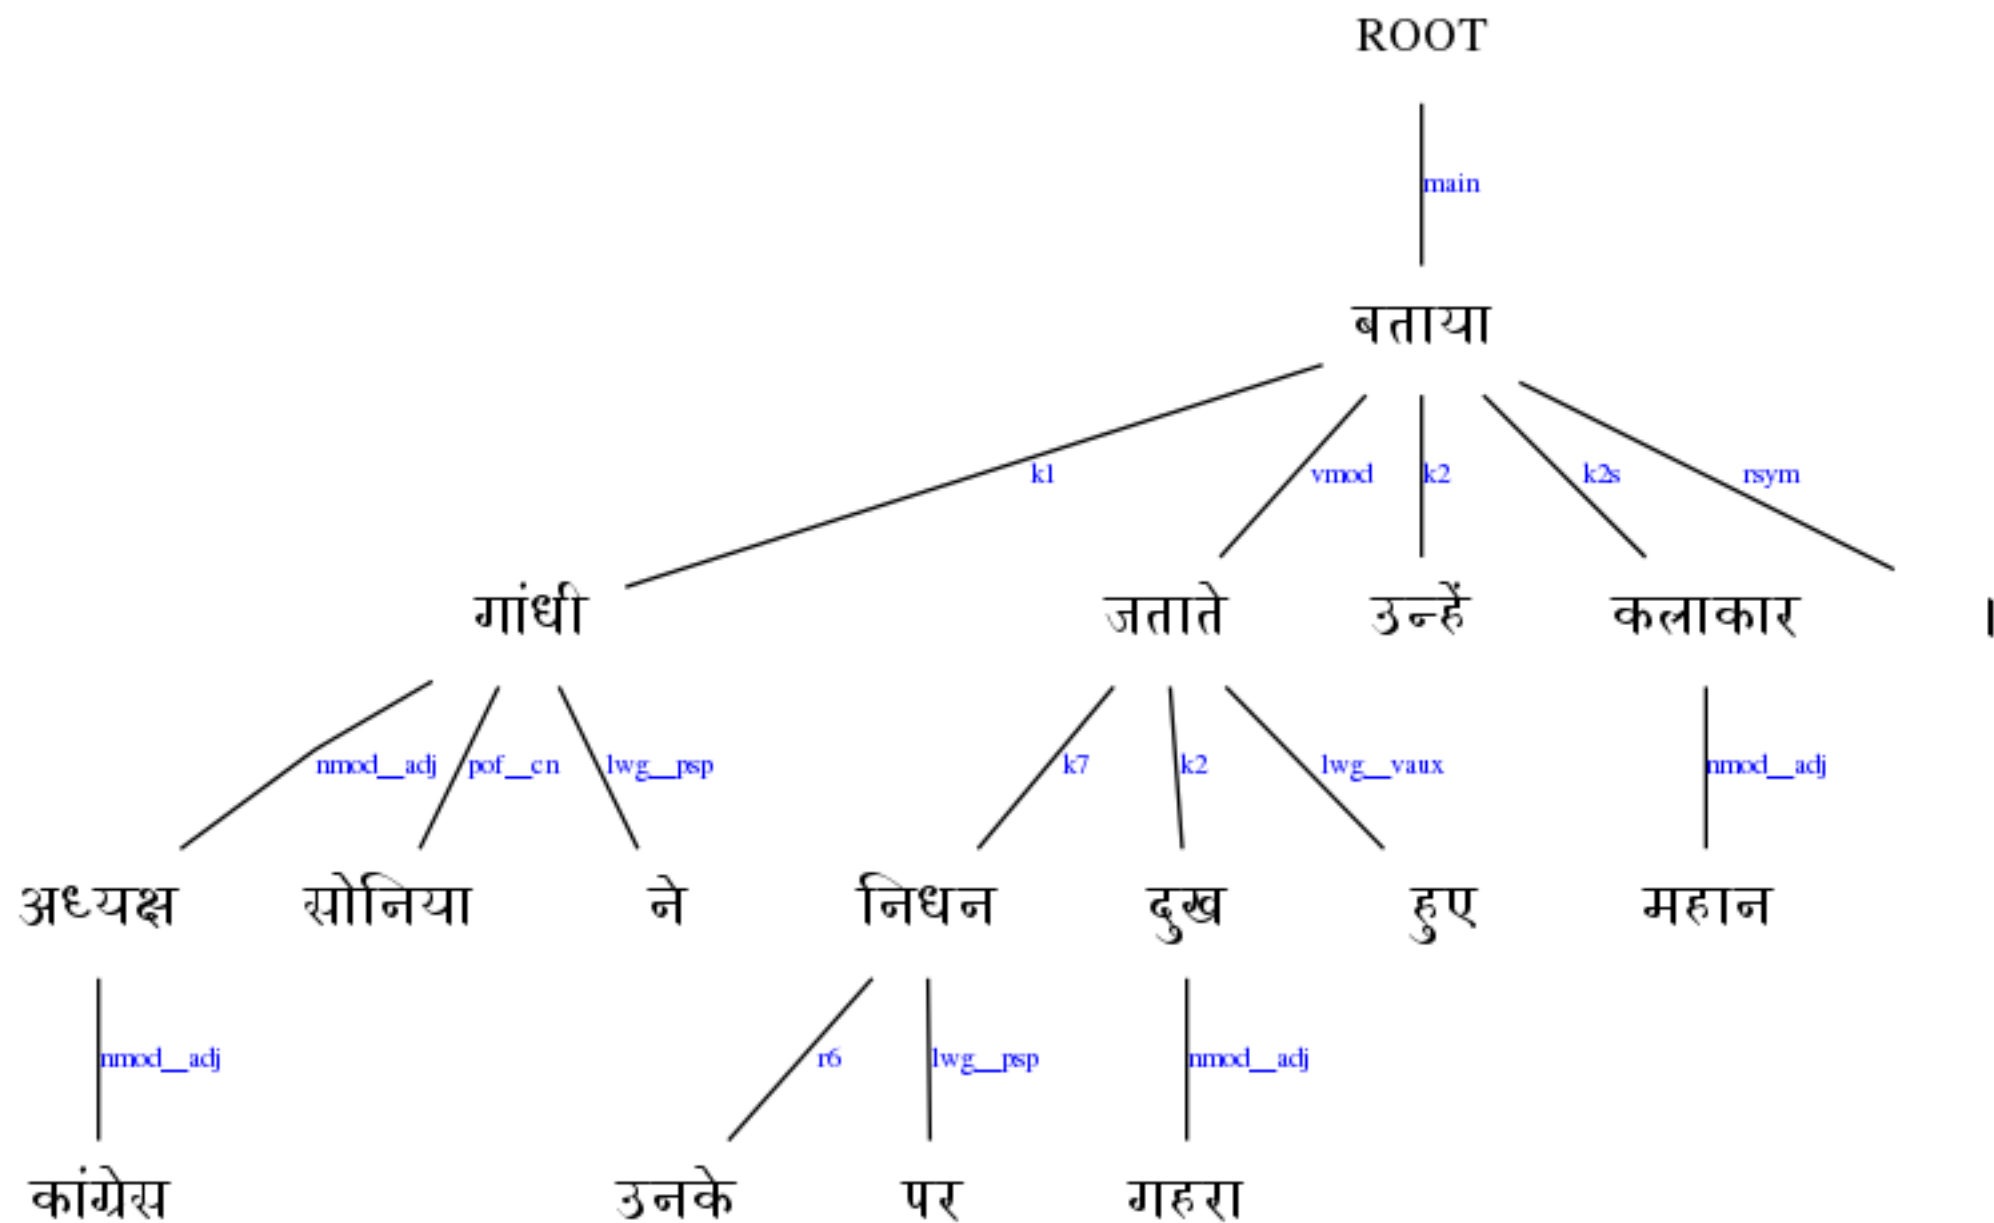 ROOT
main
बताया
k1 vmod k2 k2s rsym
गांधी जताते उन्हें कलाकार ।
nmod__adj pof__cn lwg__psp k7 k2 lwg__vaux nmod__adj
अध्यक्ष सोनिया ने निधन दुख हुए महान
nmod__adj r6 lwg__psp nmod__adj
कांग्रेस उनके पर गहरा